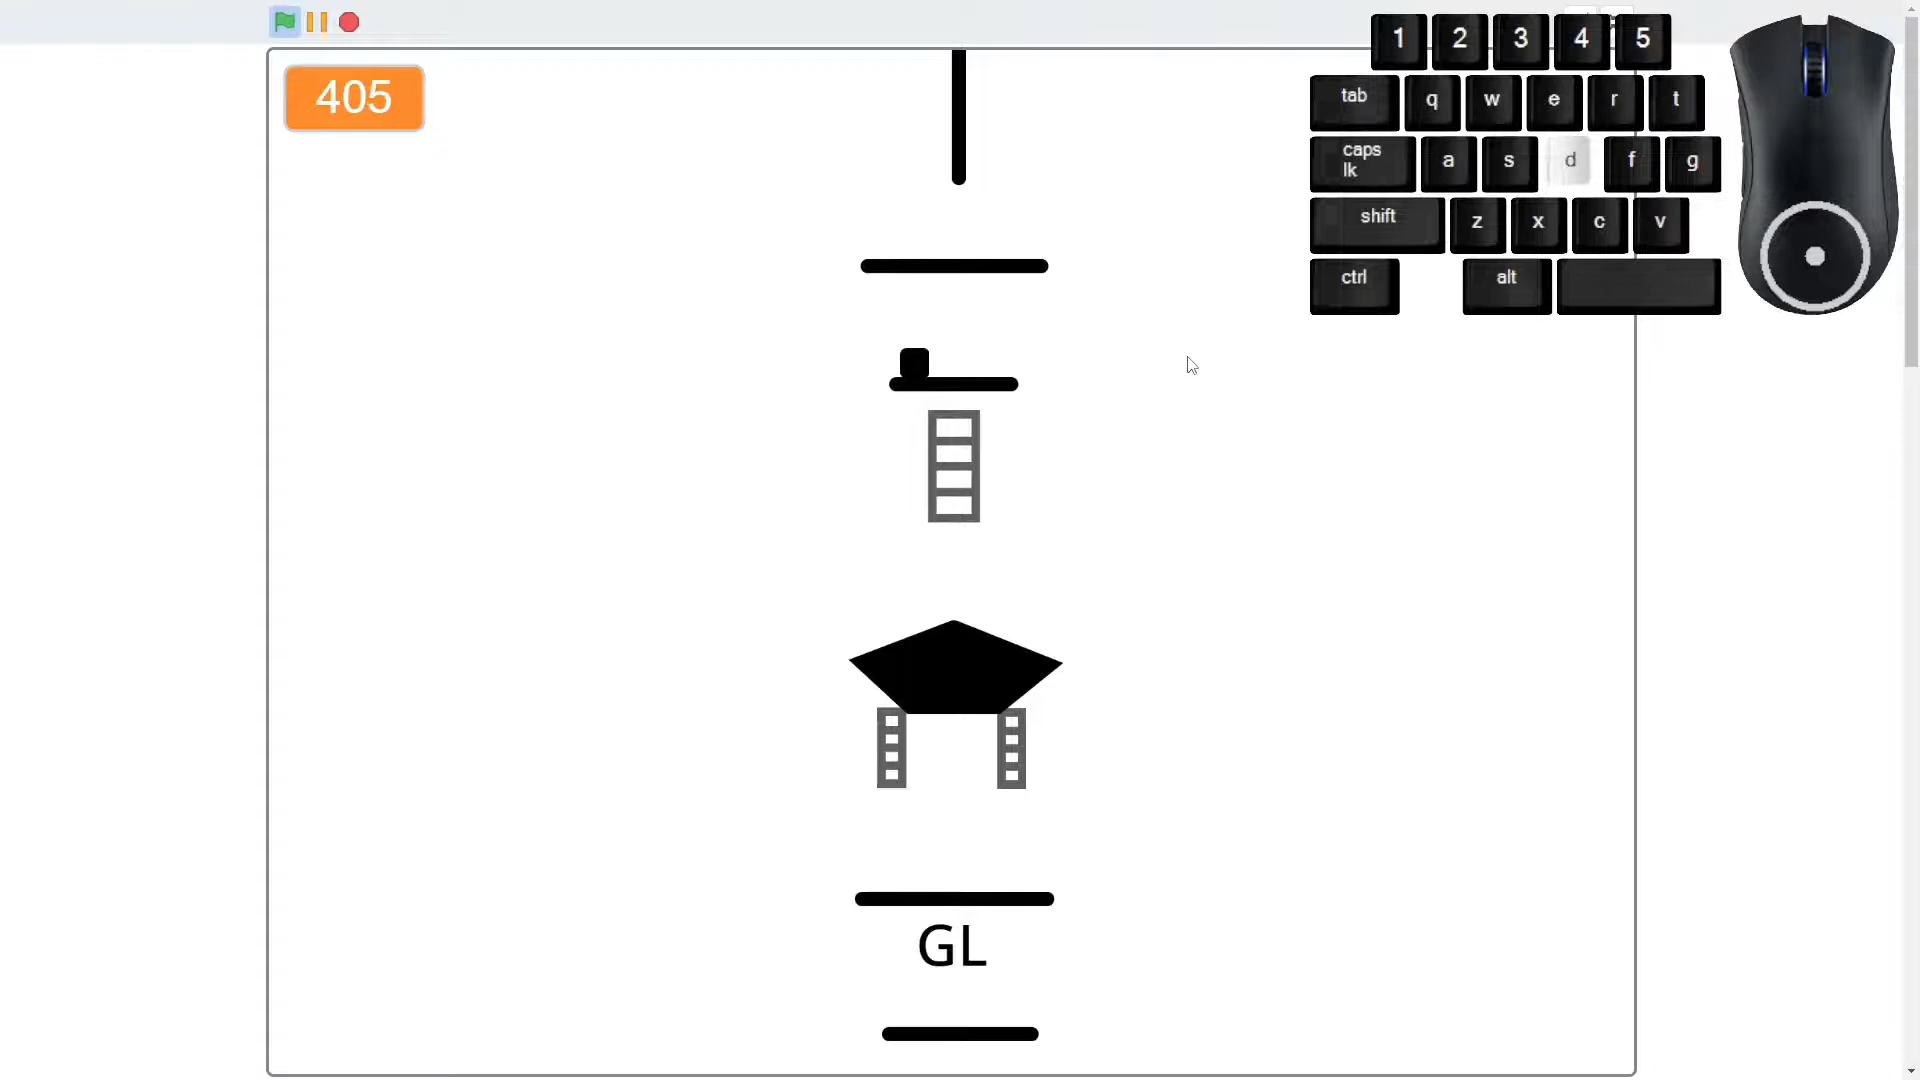 405
1 2 3 4 5
tab q w e r t
caps
lk a s d f g
shift z x c v
ctrl alt
GL